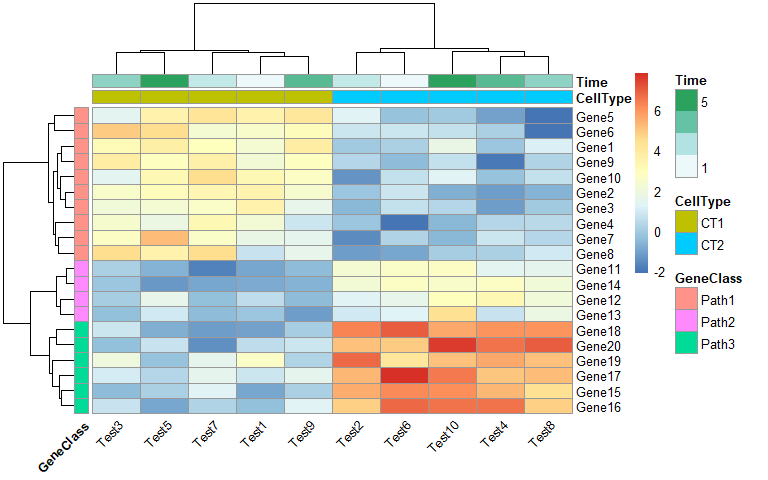 Time
CellType
Gene5
Gene6
Gene1
Gene9
Gene10
Gene2
Gene3
Gene4
Gene7
Gene8
Gene11
Gene14
Gene12
Gene13
Gene18
Gene20
Gene19
Gene17
Gene15
Gene16
GeneClass
Test3
Test5
Test7
Test1
Test9
Test2
Test6
Test10
Test4
Test8
6
4
2
0
-2
Time
5
1
CellType
CT1
CT2
GeneClass
Path1
Path2
Path3